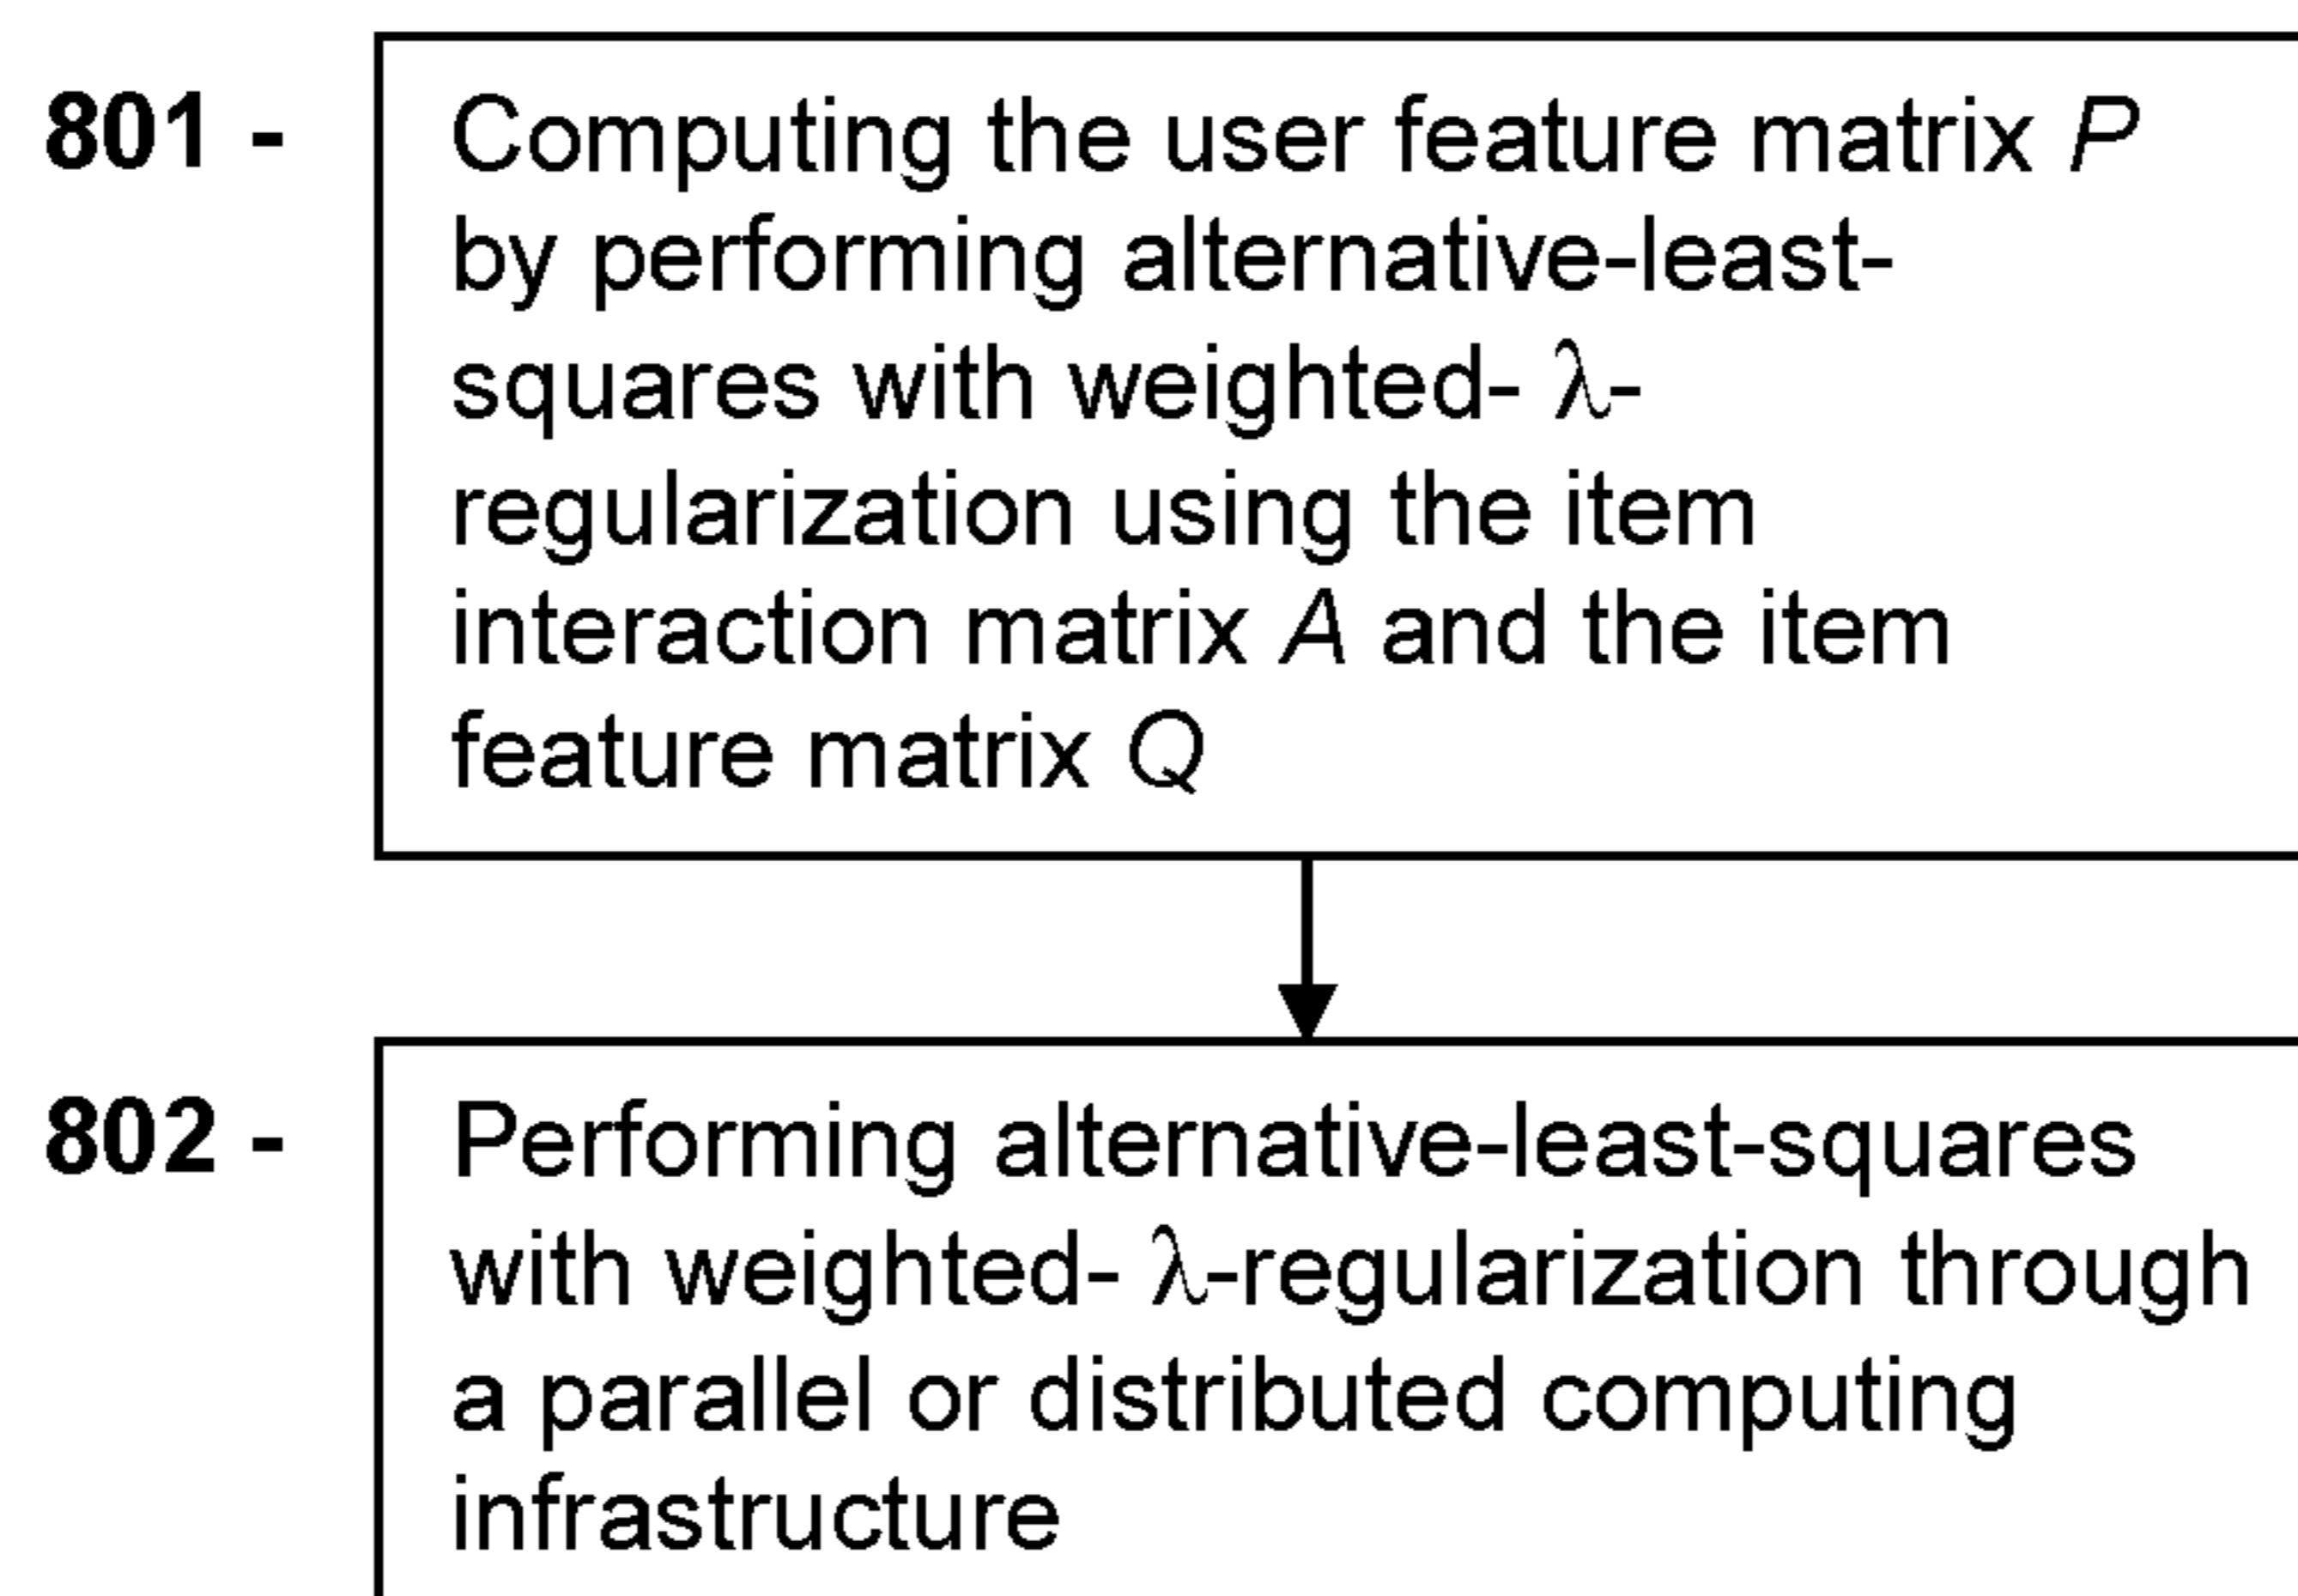 801 - Computing the user feature matrix P
by performing alternative-least-
squares with weighted- λ-
regularization using the item
interaction matrix A and the item
feature matrix Q
802 - Performing alternative-least-squares
with weighted- λ-regularization through
a parallel or distributed computing
infrastructure